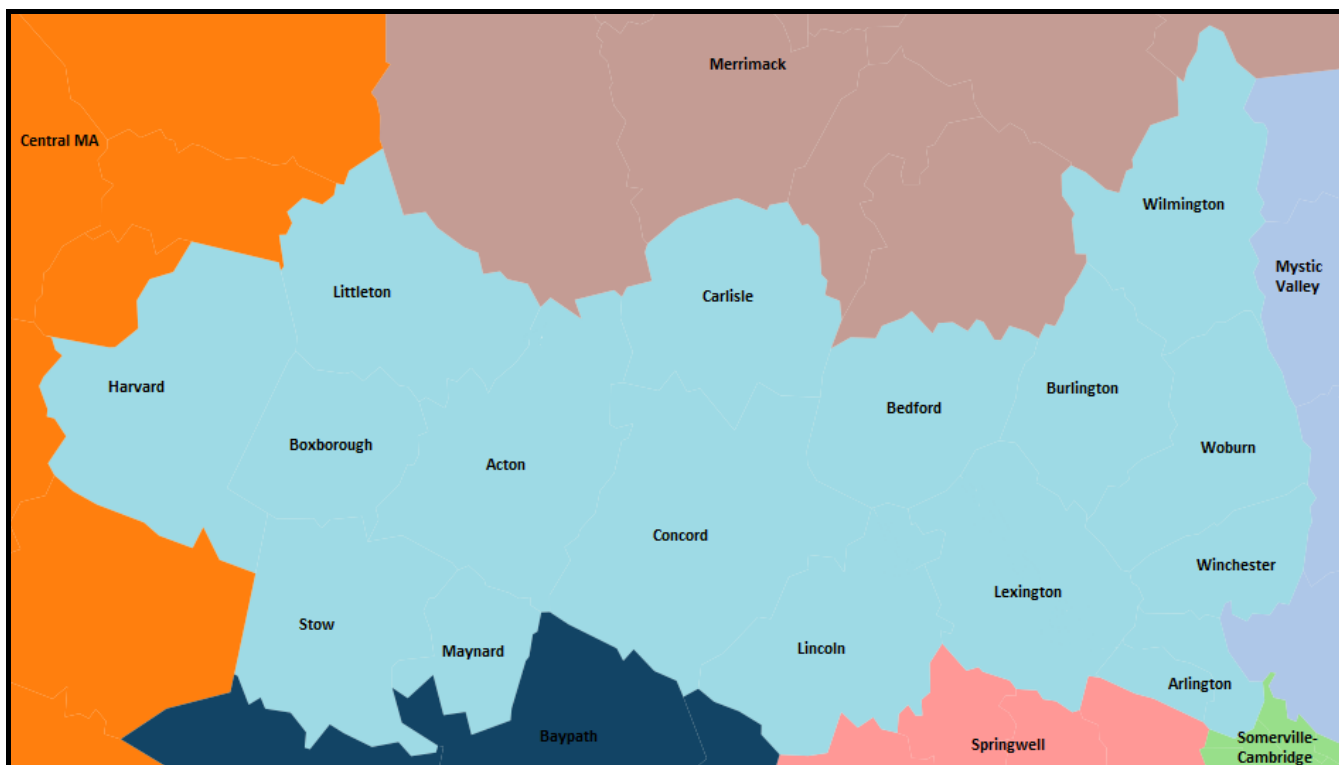 Merrimack
Central MA
Wilmington
Mystic
Valley
Littleton
Carlisle
Harvard
Burlington
Bedford
Boxborough
Woburn
Acton
Concord
Winchester
Lexington
Stow
Lincoln
Maynard
Arlington
Baypath
Springwell
Somerville-
Cambridge